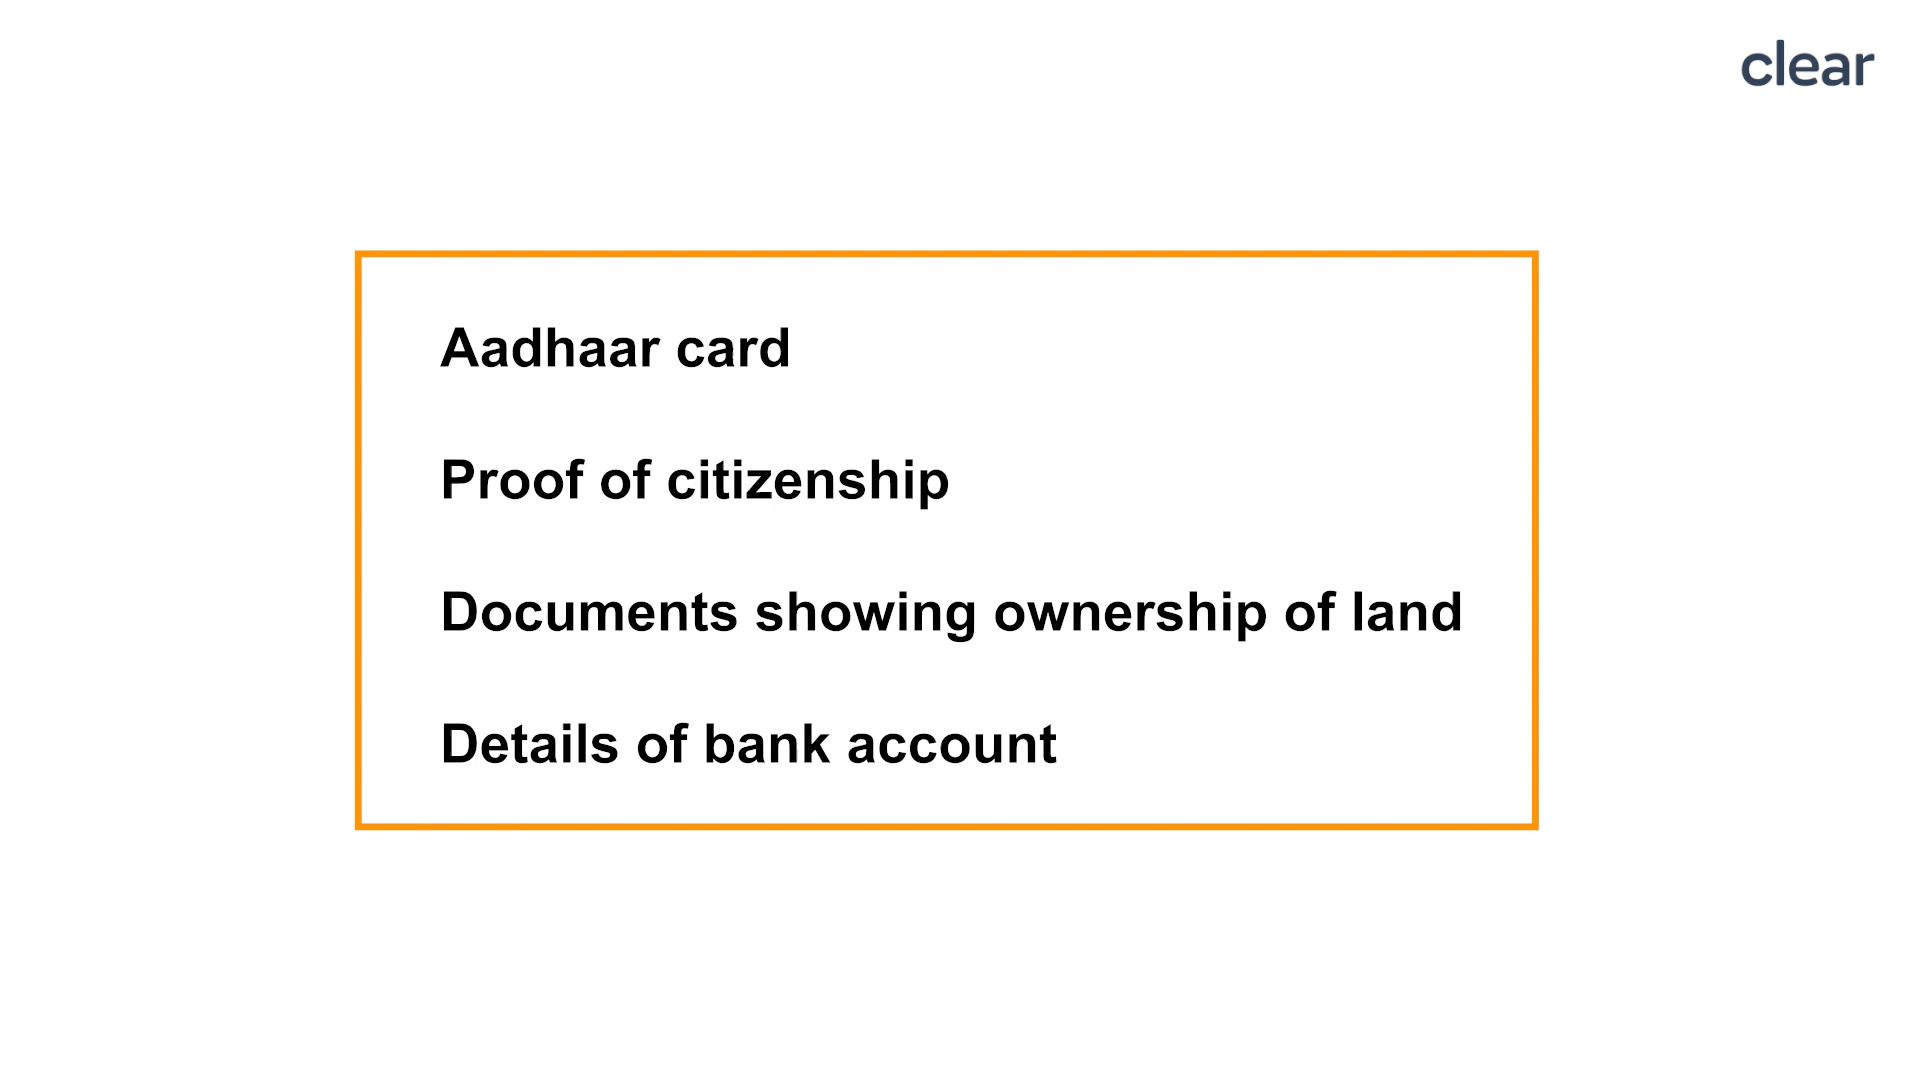 clear
Aadhaar card
Proof of citizenship
Documents showing ownership of land
Details of bank account